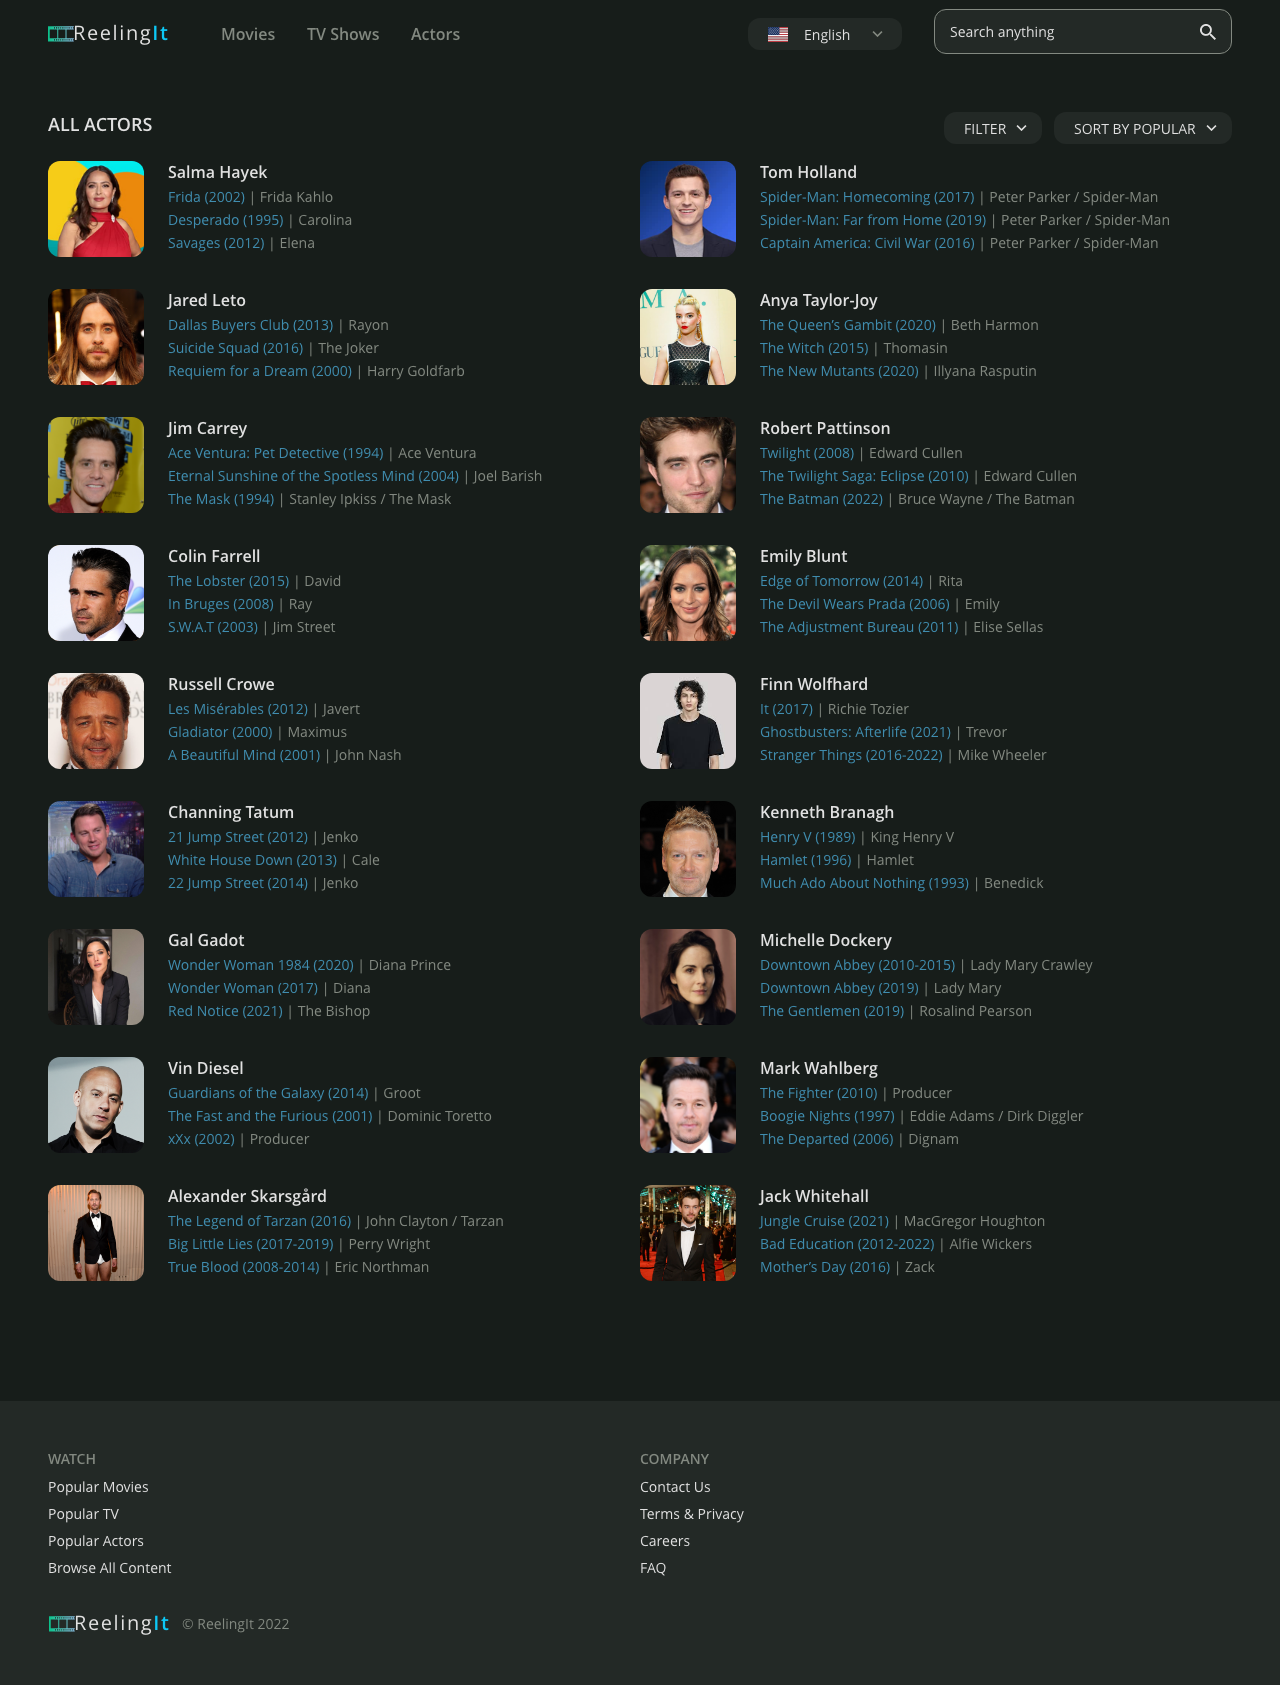 ReelingIt
Movies
TV Shows
Actors
English
Search anything
ALL ACTORS
FILTER
SORT BY POPULAR
Salma Hayek
Frida (2002) | Frida Kahlo
Desperado (1995) | Carolina
Savages (2012) | Elena
Tom Holland
Spider-Man: Homecoming (2017) | Peter Parker / Spider-Man
Spider-Man: Far from Home (2019) | Peter Parker / Spider-Man
Captain America: Civil War (2016) | Peter Parker / Spider-Man
Jared Leto
Dallas Buyers Club (2013) | Rayon
Suicide Squad (2016) | The Joker
Requiem for a Dream (2000) | Harry Goldfarb
Anya Taylor-Joy
The Queen’s Gambit (2020) | Beth Harmon
The Witch (2015) | Thomasin
The New Mutants (2020) | Illyana Rasputin
Jim Carrey
Ace Ventura: Pet Detective (1994) | Ace Ventura
Eternal Sunshine of the Spotless Mind (2004) | Joel Barish
The Mask (1994) | Stanley Ipkiss / The Mask
Robert Pattinson
Twilight (2008) | Edward Cullen
The Twilight Saga: Eclipse (2010) | Edward Cullen
The Batman (2022) | Bruce Wayne / The Batman
Colin Farrell
The Lobster (2015) | David
In Bruges (2008) | Ray
S.W.A.T (2003) | Jim Street
Emily Blunt
Edge of Tomorrow (2014) | Rita
The Devil Wears Prada (2006) | Emily
The Adjustment Bureau (2011) | Elise Sellas
Russell Crowe
Les Misérables (2012) | Javert
Gladiator (2000) | Maximus
A Beautiful Mind (2001) | John Nash
Finn Wolfhard
It (2017) | Richie Tozier
Ghostbusters: Afterlife (2021) | Trevor
Stranger Things (2016-2022) | Mike Wheeler
Channing Tatum
21 Jump Street (2012) | Jenko
White House Down (2013) | Cale
22 Jump Street (2014) | Jenko
Kenneth Branagh
Henry V (1989) | King Henry V
Hamlet (1996) | Hamlet
Much Ado About Nothing (1993) | Benedick
Gal Gadot
Wonder Woman 1984 (2020) | Diana Prince
Wonder Woman (2017) | Diana
Red Notice (2021) | The Bishop
Michelle Dockery
Downtown Abbey (2010-2015) | Lady Mary Crawley
Downtown Abbey (2019) | Lady Mary
The Gentlemen (2019) | Rosalind Pearson
Vin Diesel
Guardians of the Galaxy (2014) | Groot
The Fast and the Furious (2001) | Dominic Toretto
xXx (2002) | Producer
Mark Wahlberg
The Fighter (2010) | Producer
Boogie Nights (1997) | Eddie Adams / Dirk Diggler
The Departed (2006) | Dignam
Alexander Skarsgård
The Legend of Tarzan (2016) | John Clayton / Tarzan
Big Little Lies (2017-2019) | Perry Wright
True Blood (2008-2014) | Eric Northman
Jack Whitehall
Jungle Cruise (2021) | MacGregor Houghton
Bad Education (2012-2022) | Alfie Wickers
Mother’s Day (2016) | Zack
WATCH
Popular Movies
Popular TV
Popular Actors
Browse All Content
COMPANY
Contact Us
Terms & Privacy
Careers
FAQ
ReelingIt © ReelingIt 2022